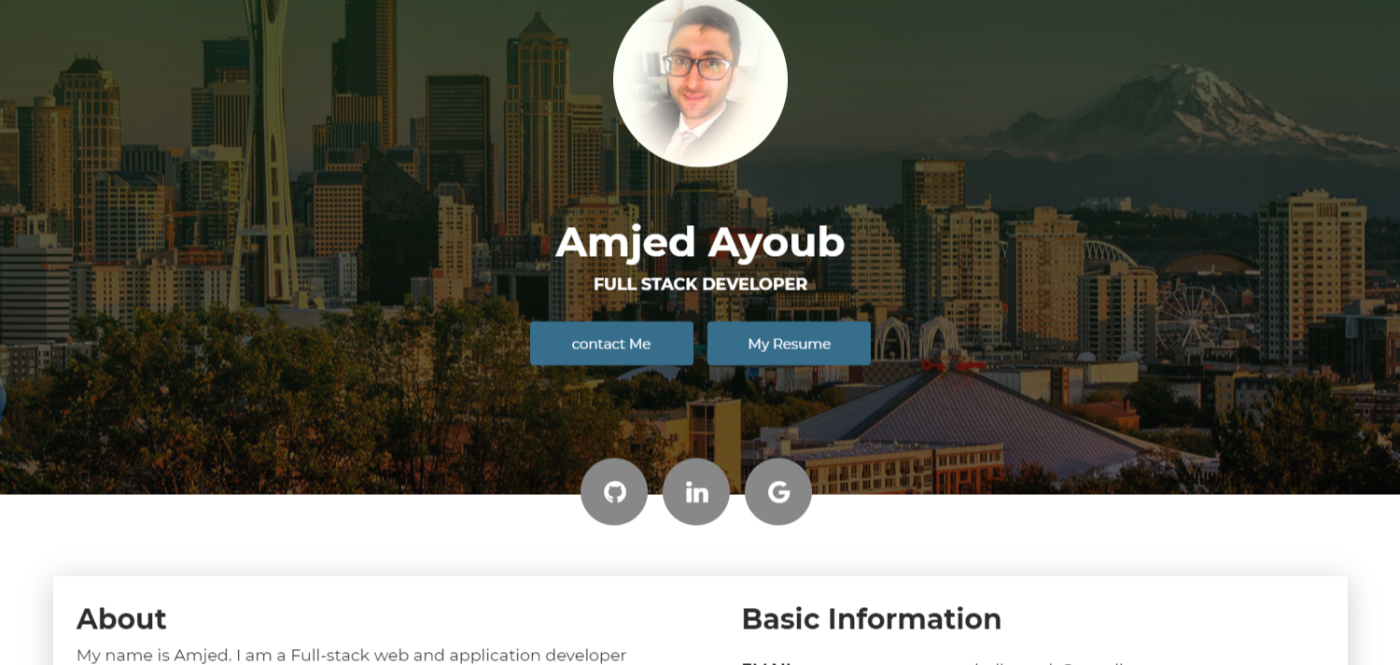 Amjed Ayoub
FULL STACK DEVELOPER
contact Me
My Resume
in
G
About
My name is Amjed. I am a Full-stack web and application developer
Basic Information